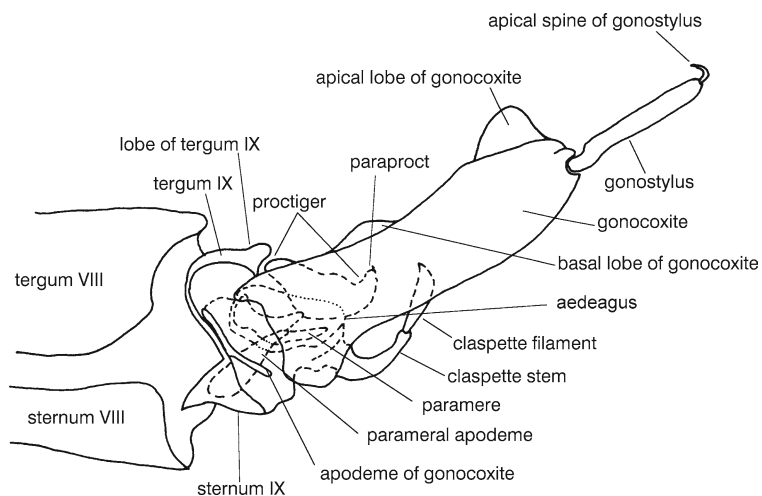 apical spine of gonostylus
apical lobe of gonocoxite
lobe of tergum IX
paraproct
tergum IX
gonostylus
proctiger
gonocoxite
basal lobe of gonocoxite
tergum VIII
aedeagus
claspette filament
claspette stem
paramere
sternum VIII
parameral apodeme
apodeme of gonocoxite
sternum IX